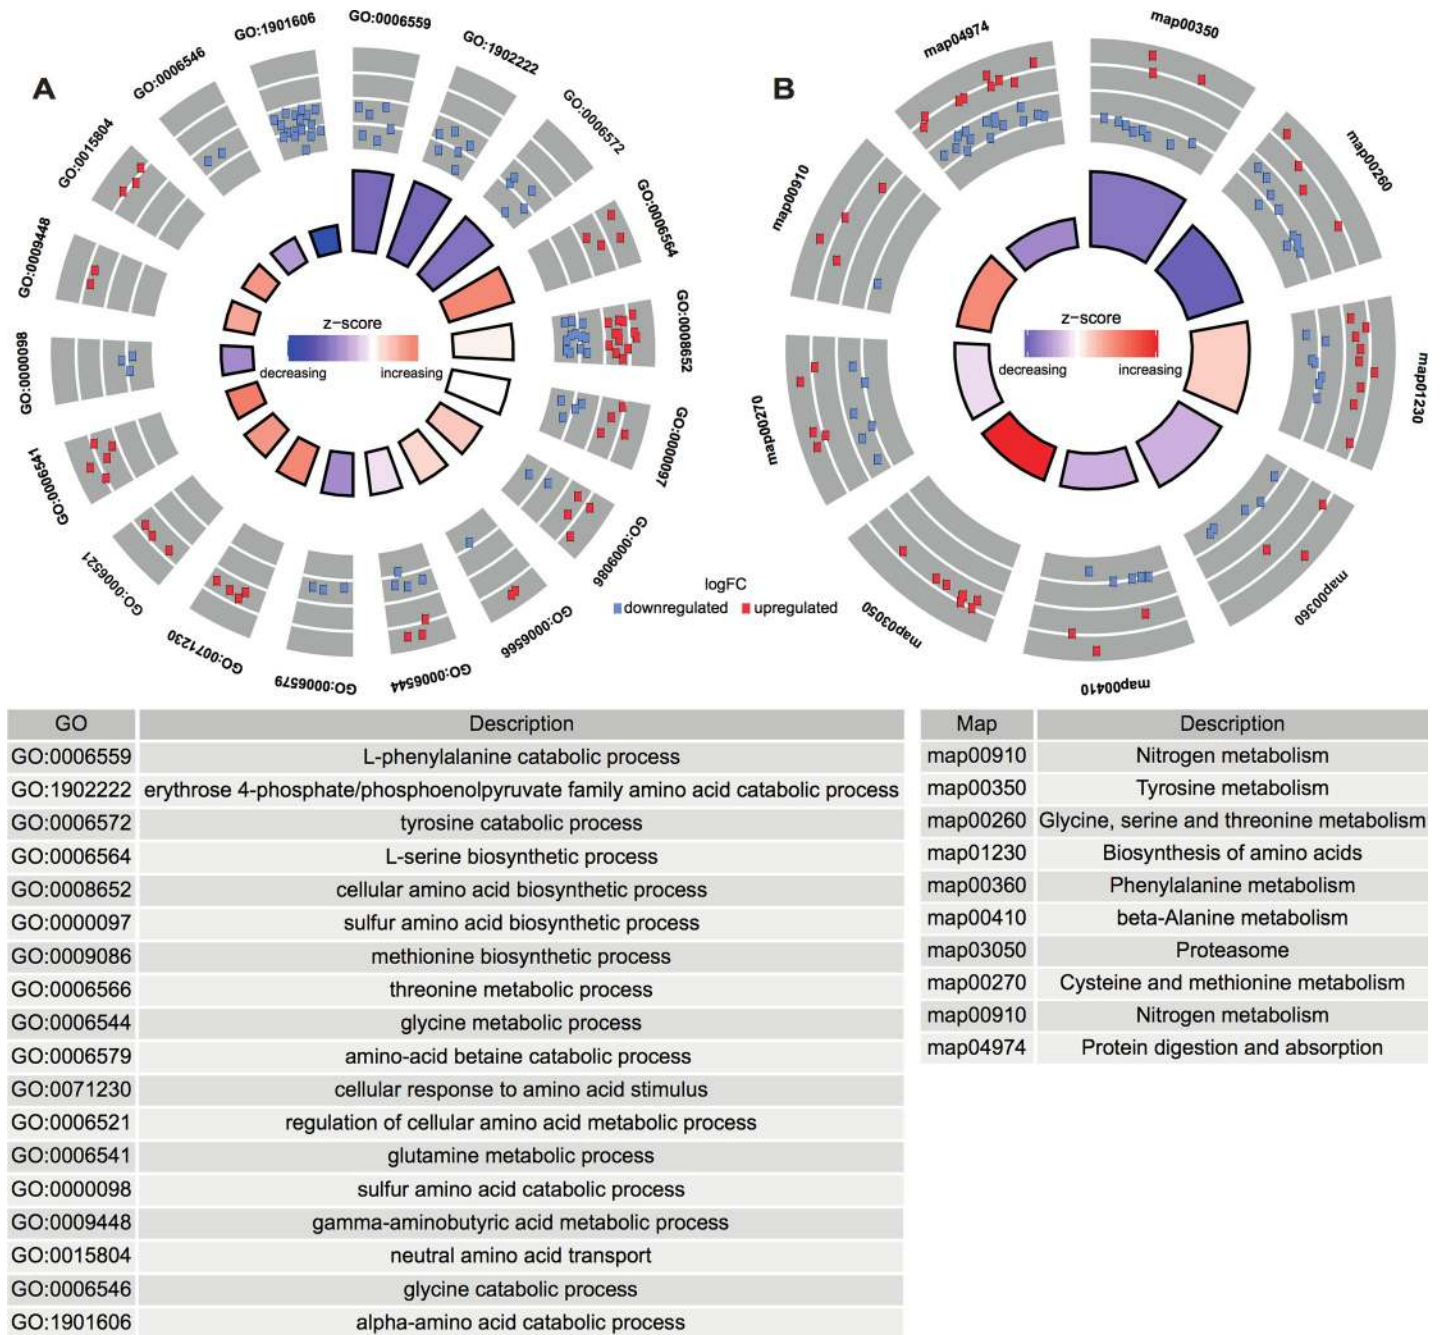 A
GO:0006559
GO:1902222
GO:0006572
GO:0006564
GO:0008652
GO:0000097
GO:0009086
GO:0006566
GO:0006544
GO:0006579
GO:0071230
GO:0006521
GO:0006541
GO:0000098
GO:0009448
GO:0015804
GO:0006546
GO:1901606
z-score
decreasing increasing
B
map00350
map00260
map01230
map00360
map00410
map03050
map00270
map00910
map04974
z-score
decreasing increasing
logFC
downregulated upregulated
GO Description
GO:0006559 L-phenylalanine catabolic process
GO:1902222 erythrose 4-phosphate/phosphoenolpyruvate family amino acid catabolic process
GO:0006572 tyrosine catabolic process
GO:0006564 L-serine biosynthetic process
GO:0008652 cellular amino acid biosynthetic process
GO:0000097 sulfur amino acid biosynthetic process
GO:0009086 methionine biosynthetic process
GO:0006566 threonine metabolic process
GO:0006544 glycine metabolic process
GO:0006579 amino-acid betaine catabolic process
GO:0071230 cellular response to amino acid stimulus
GO:0006521 regulation of cellular amino acid metabolic process
GO:0006541 glutamine metabolic process
GO:0000098 sulfur amino acid catabolic process
GO:0009448 gamma-aminobutyric acid metabolic process
GO:0015804 neutral amino acid transport
GO:0006546 glycine catabolic process
GO:1901606 alpha-amino acid catabolic process
Map Description
map00910 Nitrogen metabolism
map00350 Tyrosine metabolism
map00260 Glycine, serine and threonine metabolism
map01230 Biosynthesis of amino acids
map00360 Phenylalanine metabolism
map00410 beta-Alanine metabolism
map03050 Proteasome
map00270 Cysteine and methionine metabolism
map00910 Nitrogen metabolism
map04974 Protein digestion and absorption